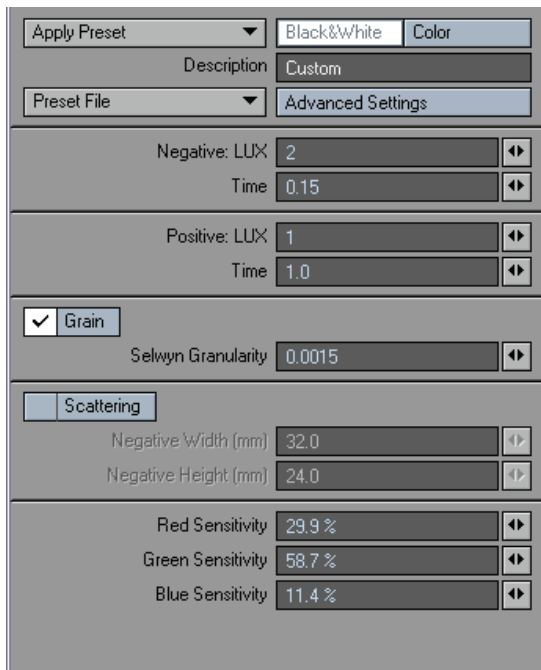 Apply Preset Black&White Color
Description Custom
Preset File Advanced Settings
Negative: LUX 2
Time 0.15
Positive: LUX 1
Time 1.0
Grain
Selwyn Granularity 0.0015
Scattering
Negative Width (mm) 32.0
Negative Height (mm) 24.0
Red Sensitivity 29.9 %
Green Sensitivity 58.7 %
Blue Sensitivity 11.4 %